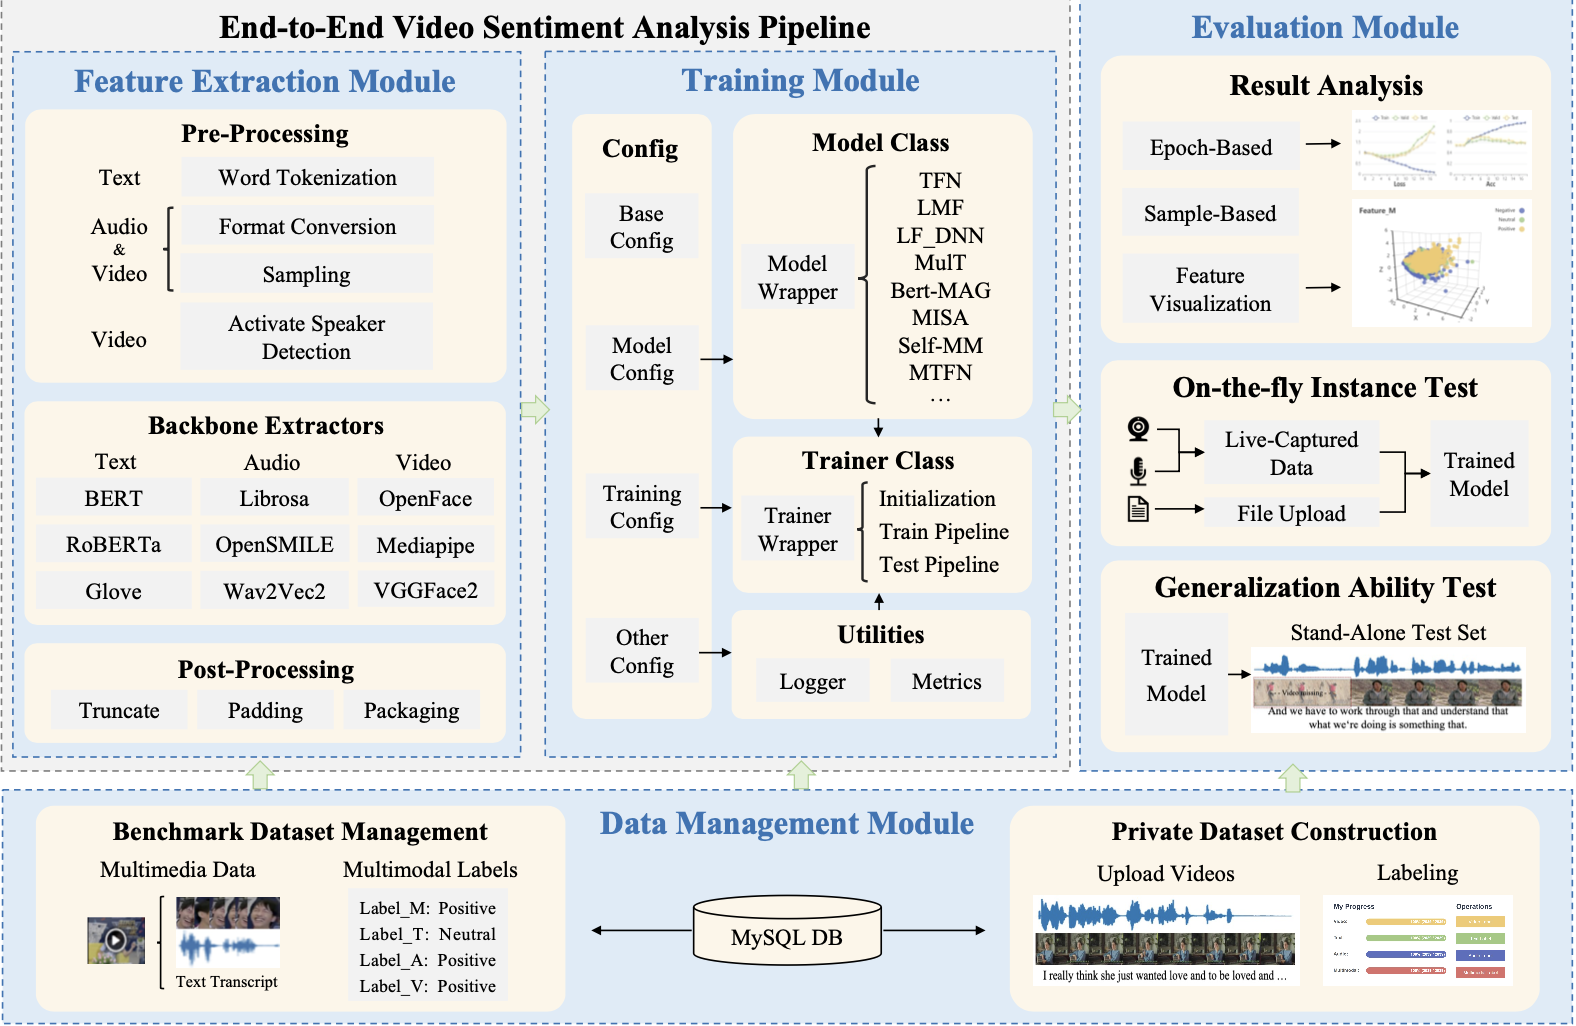 End-to-End Video Sentiment Analysis Pipeline
Feature Extraction Module
Pre-Processing
Text
Word Tokenization
Audio
&
Video
Format Conversion
Sampling
Video
Activate Speaker
Detection
Backbone Extractors
Text
Audio
Video
BERT
Librosa
OpenFace
RoBERTa
OpenSMILE
Mediapipe
Glove
Wav2Vec2
VGGFace2
Post-Processing
Truncate
Padding
Packaging
Training Module
Config
Base
Config
Model
Config
Training
Config
Other
Config
Model Class
Model
Wrapper
TFN
LMF
LF_DNN
MulT
Bert-MAG
MISA
Self-MM
MTFN
...
Trainer Class
Trainer
Wrapper
Initialization
Train Pipeline
Test Pipeline
Utilities
Logger
Metrics
Evaluation Module
Result Analysis
Epoch-Based
Loss
Acc
Sample-Based
Feature
Visualization
Feature_M
Negative
Neutral
Positive
Z
X
Y
On-the-fly Instance Test
Live-Captured
Data
File Upload
Trained
Model
Generalization Ability Test
Trained
Model
Stand-Alone Test Set
And we have to work through that and understand that
what we're doing is something that.
Data Management Module
Benchmark Dataset Management
Multimedia Data
Text Transcript
Multimodal Labels
Label_M: Positive
Label_T: Neutral
Label_A: Positive
Label_V: Positive
MySQL DB
Private Dataset Construction
Upload Videos
I really think she just wanted love and to be loved and ...
Labeling
My Progress
Operations